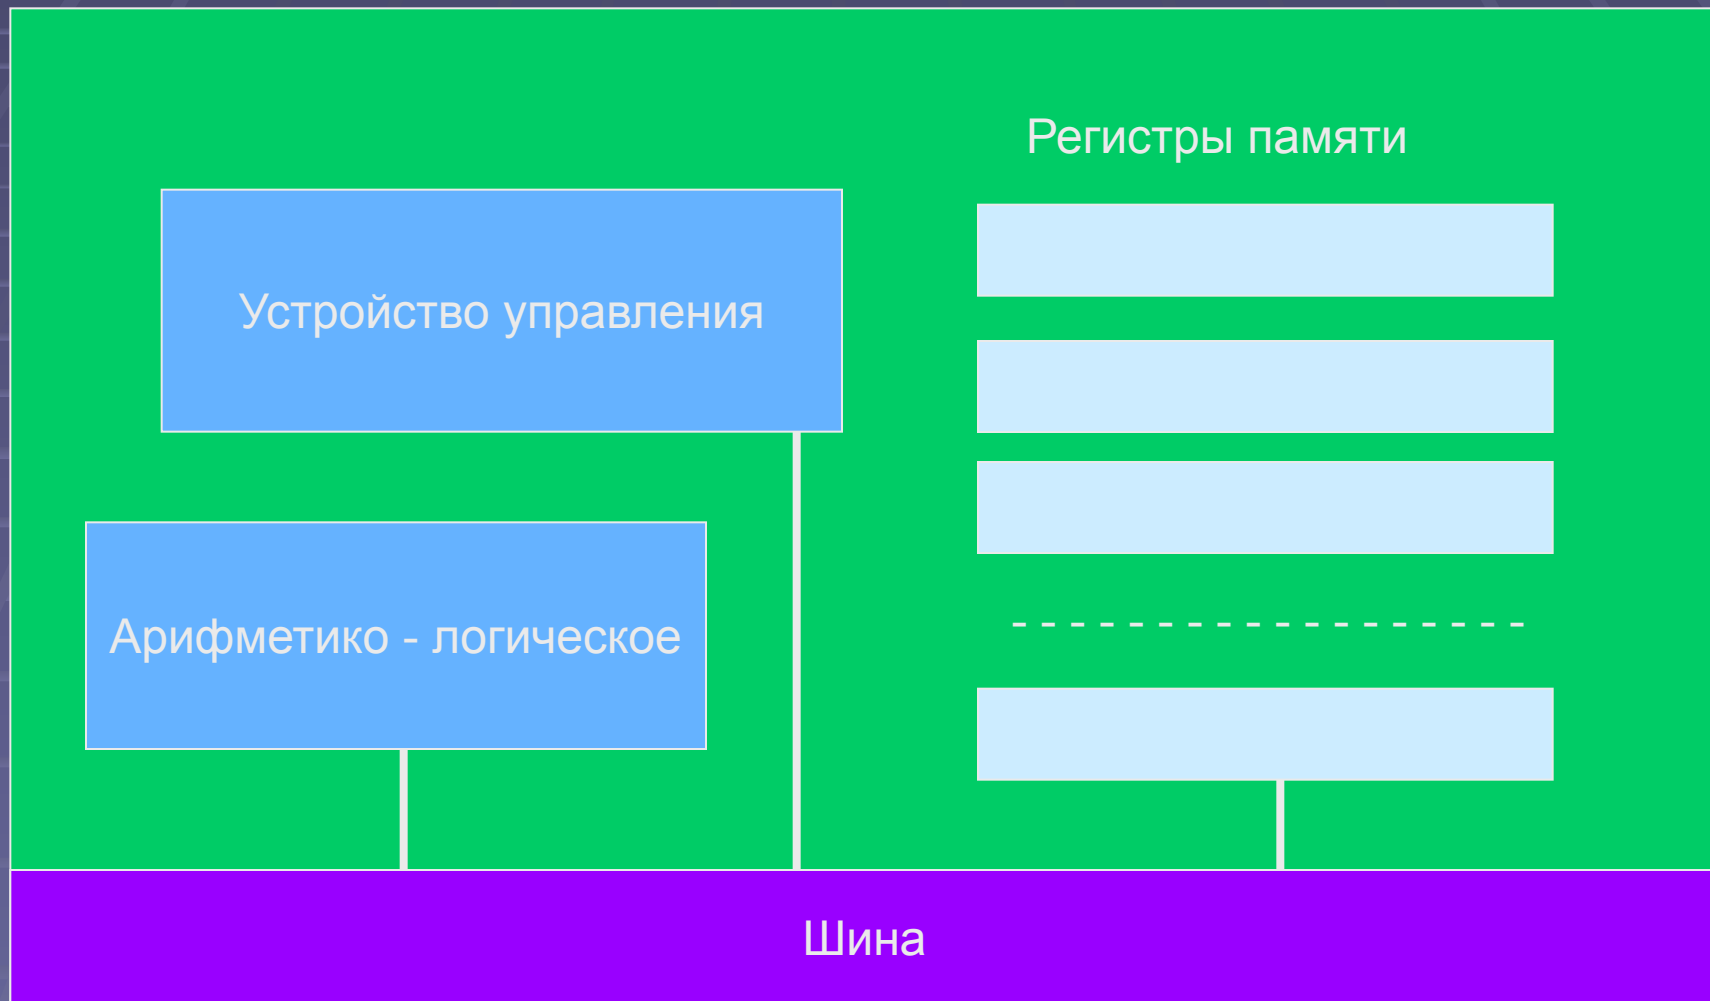 Регистры памяти
Устройство управления
Арифметико - логическое
Шина